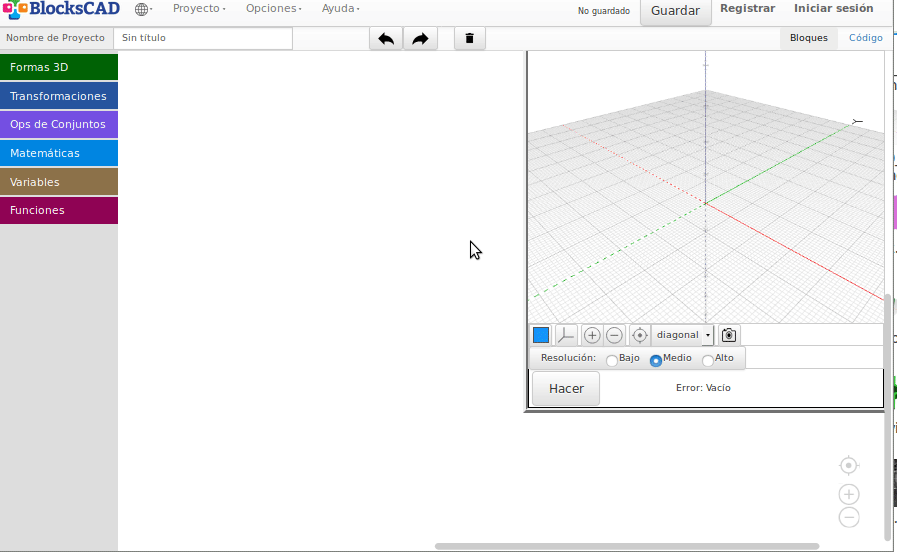 BlocksCAD
Proyecto
Opciones
Ayuda
No guardado
Guardar
Registrar
Iniciar sesión
Nombre de Proyecto
Sin título
Bloques
Código
Formas 3D
Transformaciones
Ops de Conjuntos
Matemáticas
Variables
Funciones
Y
diagonal
Resolución:
Bajo
Medio
Alto
Hacer
Error: Vacío